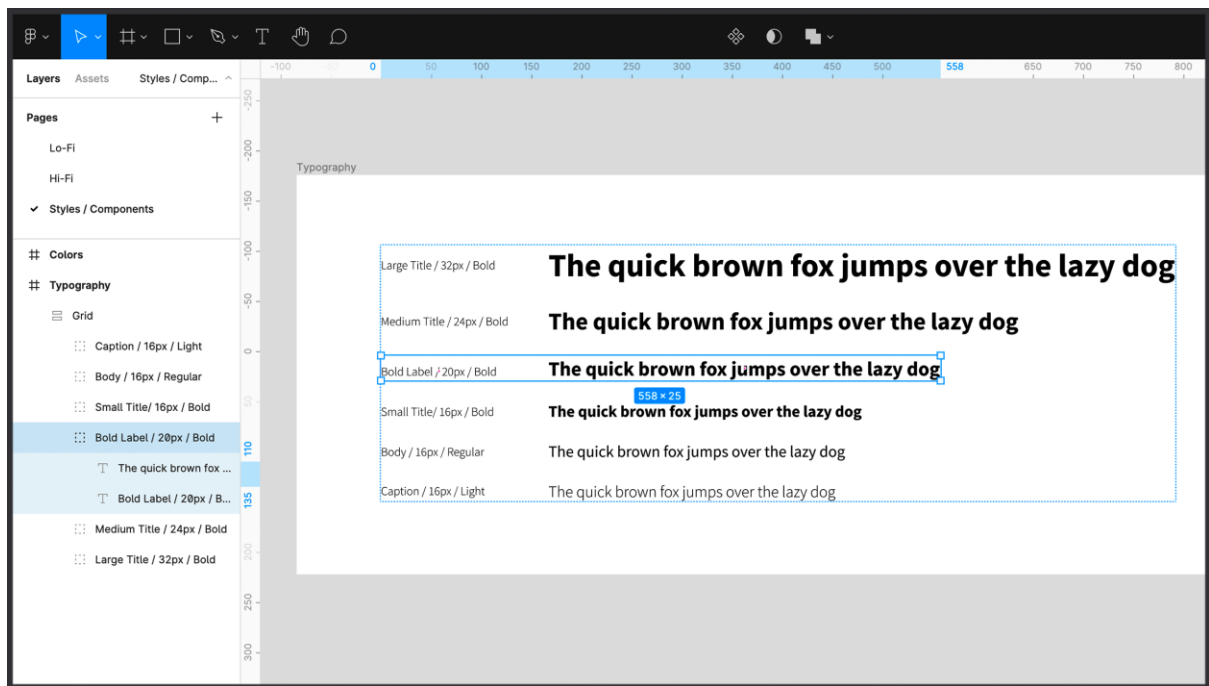 Layers Assets Styles / Comp...
Pages
Lo-Fi
Hi-Fi
Styles / Components
Colors
Typography
Grid
Caption / 16px / Light
Body / 16px / Regular
Small Title/ 16px / Bold
Bold Label / 20px / Bold
The quick brown fox ...
Bold Label / 20px / B...
Medium Title / 24px / Bold
Large Title / 32px / Bold
-100 -50 0 50 100 150 200 250 300 350 400 450 500 558 650 700 750 800
-250
-200
-150
-100
-50
0
50
110
135
200
250
300
Typography
Large Title / 32px / Bold The quick brown fox jumps over the lazy dog
Medium Title / 24px / Bold The quick brown fox jumps over the lazy dog
Bold Label / 20px / Bold The quick brown fox jumps over the lazy dog
558 × 25
Small Title/ 16px / Bold The quick brown fox jumps over the lazy dog
Body / 16px / Regular The quick brown fox jumps over the lazy dog
Caption / 16px / Light The quick brown fox jumps over the lazy dog